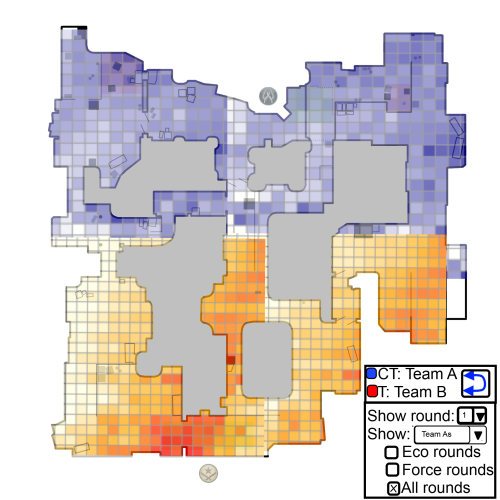 CT: Team A
T: Team B
Show round: 1
Show: Team As
Eco rounds
Force rounds
All rounds